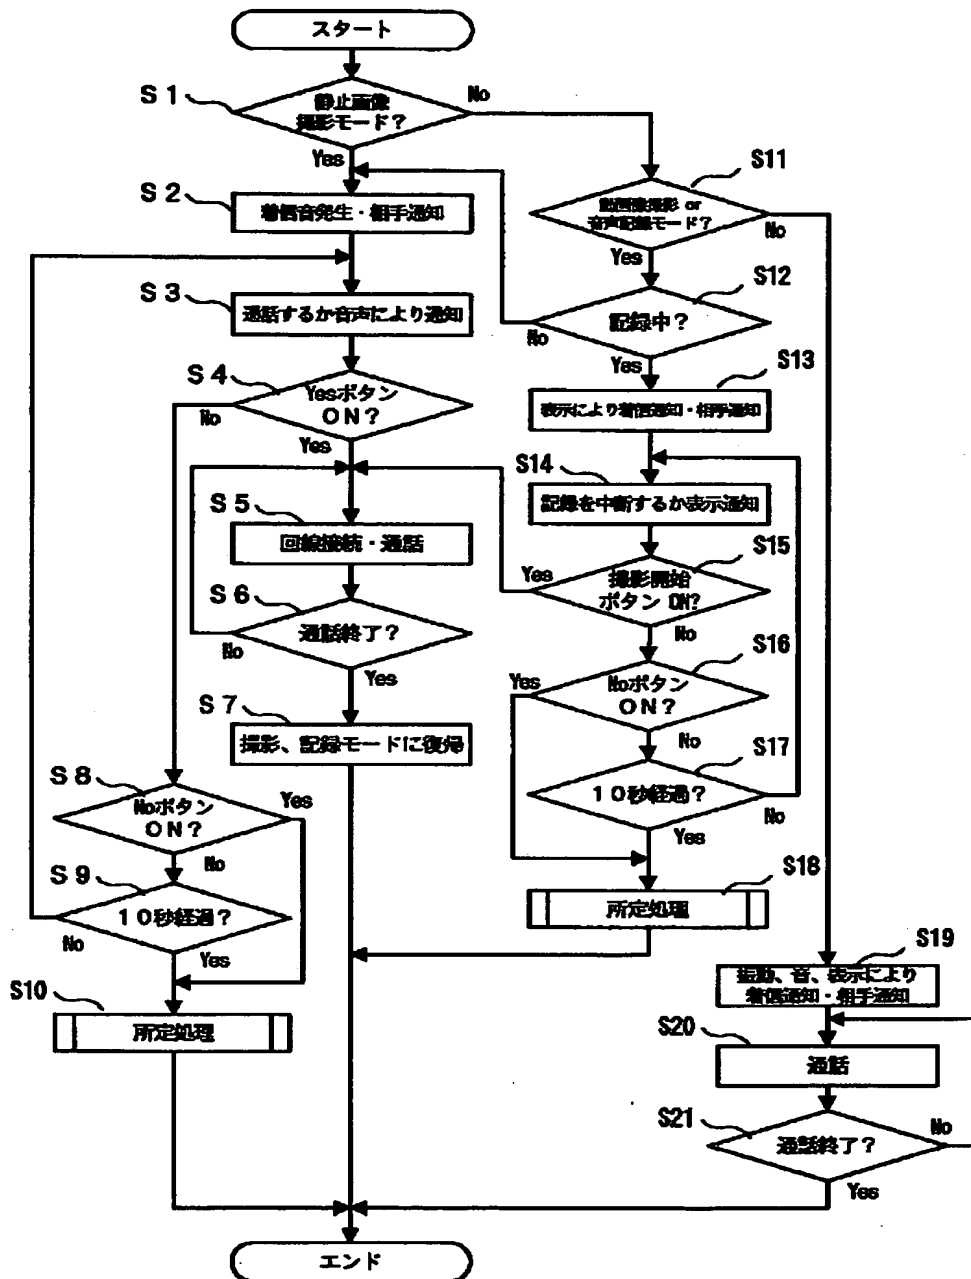 スタート
S1
静止画像
撮影モード？
No
Yes
S2
着信音発生・相手通知
S3
通話するか音声により通知
S4
Yesボタン
ON？
No
Yes
S5
回線接続・通話
S6
通話終了？
No
Yes
S7
撮影、記録モードに復帰
S8
Noボタン
ON？
Yes
No
S9
10秒経過？
No
Yes
S10
所定処理
S11
動画像撮影 or
音声記録モード？
No
Yes
S12
記録中？
No
Yes
S13
表示により着信通知・相手通知
S14
記録を中断するか表示通知
S15
撮影開始
ボタン ON？
Yes
No
S16
Noボタン
ON？
Yes
No
S17
10秒経過？
No
Yes
S18
所定処理
S19
振動、音、表示により
着信通知・相手通知
S20
通話
S21
通話終了？
No
Yes
エンド